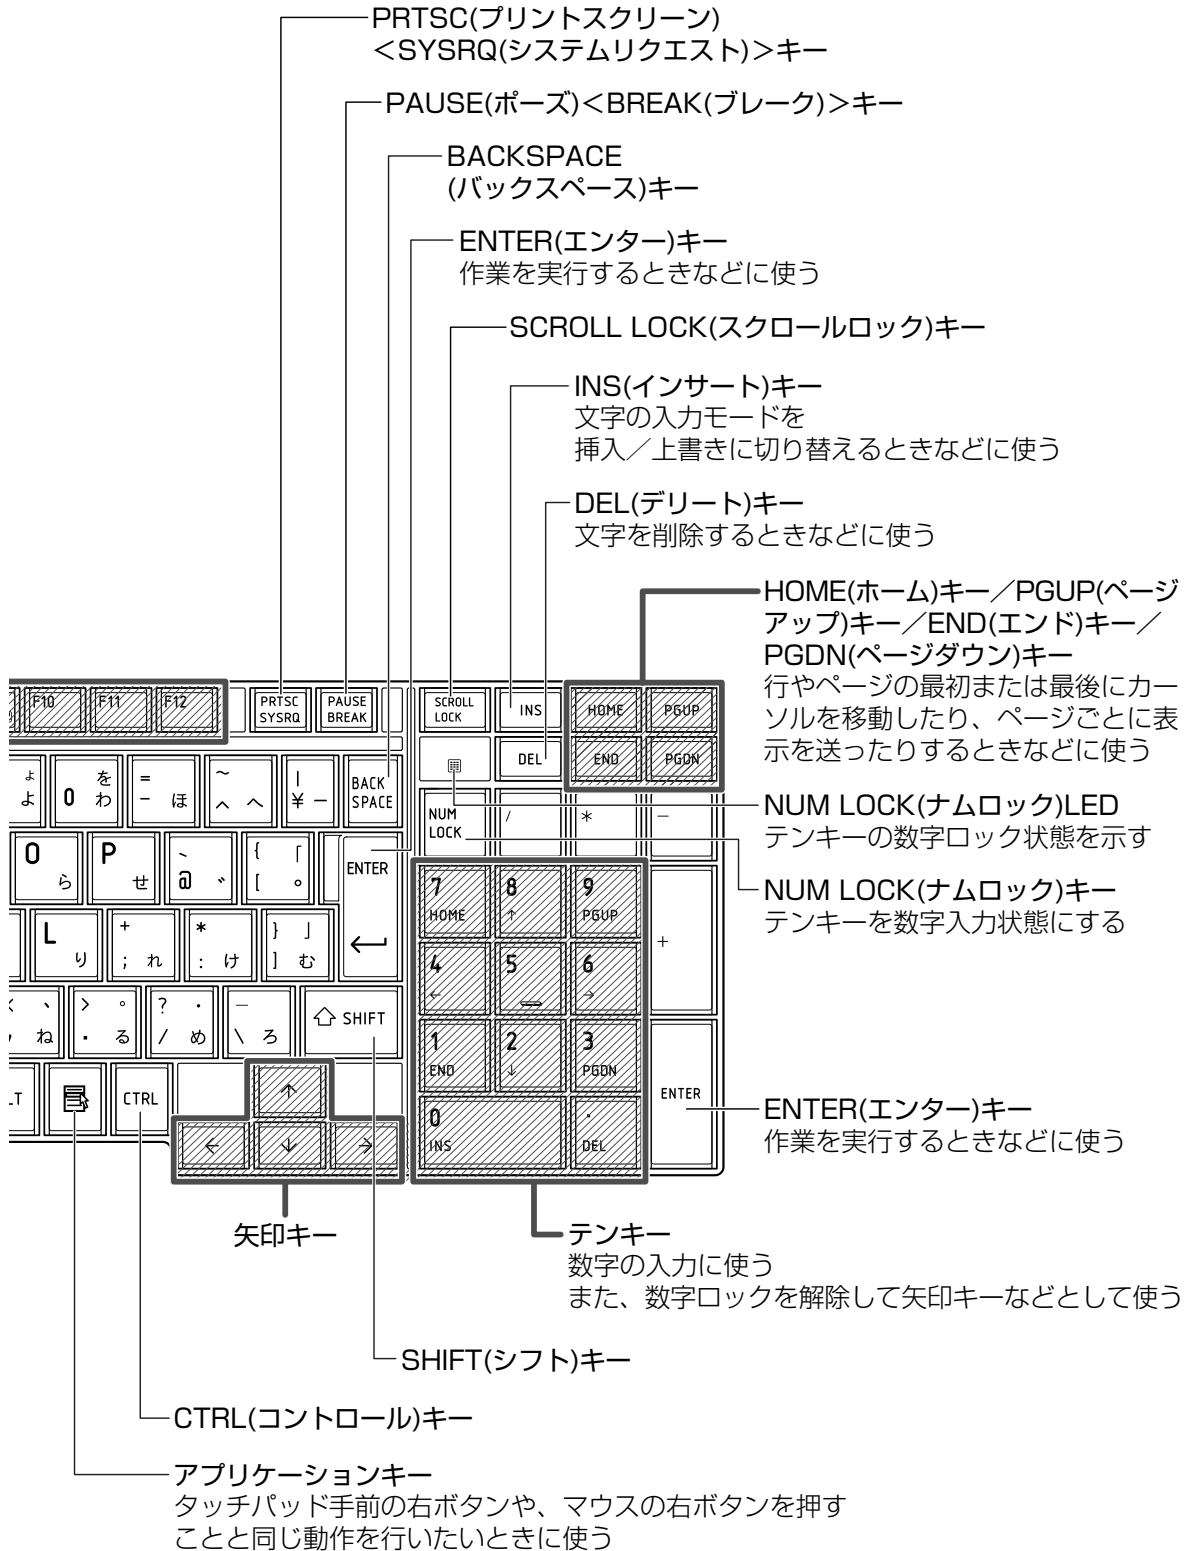 PRTSC(プリントスクリーン)
＜SYSRQ(システムリクエスト)＞キー
PAUSE(ポーズ)＜BREAK(ブレーク)＞キー
BACKSPACE
(バックスペース)キー
ENTER(エンター)キー
作業を実行するときなどに使う
SCROLL LOCK(スクロールロック)キー
INS(インサート)キー
文字の入力モードを
挿入／上書きに切り替えるときなどに使う
DEL(デリート)キー
文字を削除するときなどに使う
HOME(ホーム)キー／PGUP(ページ
アップ)キー／END(エンド)キー／
PGDN(ページダウン)キー
行やページの最初または最後にカー
ソルを移動したり、ページごとに表
示を送ったりするときなどに使う
NUM LOCK(ナムロック)LED
テンキーの数字ロック状態を示す
NUM LOCK(ナムロック)キー
テンキーを数字入力状態にする
F10 F11 F12
PRTSC
SYSRQ
PAUSE
BREAK
SCROLL
LOCK
INS
HOME PGUP
DEL
END PGDN
ょ を = ~ |
よ 0 わ - ほ ^ へ ¥ ー
BACK
SPACE
NUM
LOCK
/ * -
O ら
P せ
、
@ ゛
{ 「
[ ゜
ENTER
7 8 9
HOME ↑ PGUP
+
L り
+
; れ
*
: け
} 」
] む
4 5 6
← →
< 、
, ね
> 。
. る
? ・
/ め
_
\ ろ
SHIFT
1 2 3
END ↓ PGDN
LT
CTRL
↑
← ↓ →
0 .
INS DEL
ENTER
ENTER(エンター)キー
作業を実行するときなどに使う
矢印キー
テンキー
数字の入力に使う
また、数字ロックを解除して矢印キーなどとして使う
SHIFT(シフト)キー
CTRL(コントロール)キー
アプリケーションキー
タッチパッド手前の右ボタンや、マウスの右ボタンを押す
ことと同じ動作を行いたいときに使う